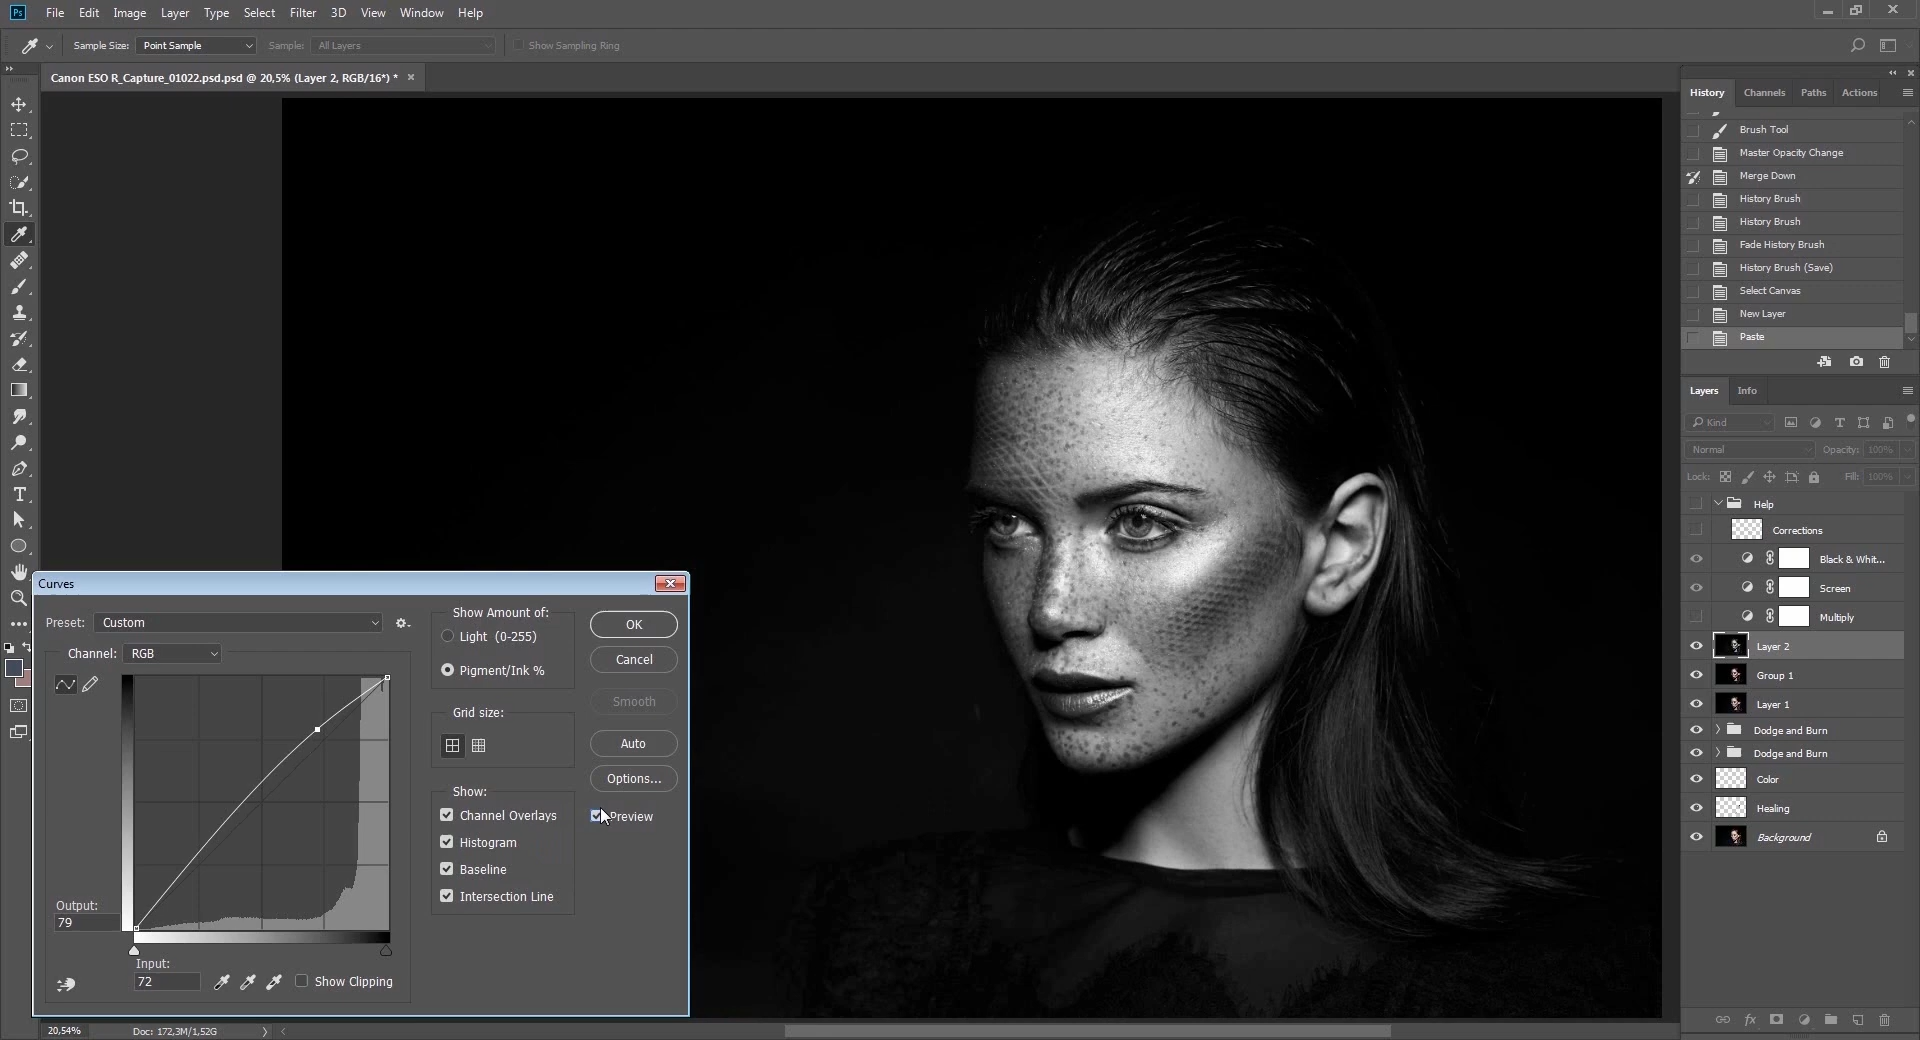 Ps File Edit Image Layer Type Select Filter 3D View Window Help
Sample Size: Point Sample Sample: All Layers Show Sampling Ring
Canon ESO R_Capture_01022.psd.psd @ 20,5% (Layer 2, RGB/16*) *
History Channels Paths Actions
Brush Tool
Master Opacity Change
Merge Down
History Brush
History Brush
Fade History Brush
History Brush (Save)
Select Canvas
New Layer
Paste
Layers Info
Kind
Normal Opacity: 100%
Lock: Fill: 100%
Help
Corrections
Black & Whit...
Screen
Multiply
Layer 2
Group 1
Layer 1
Dodge and Burn
Dodge and Burn
Color
Healing
Background
Curves
Preset: Custom
Channel: RGB
Output:
79
Input:
72
Show Clipping
Show Amount of:
Light (0-255)
Pigment/Ink %
Grid size:
Show:
Channel Overlays
Histogram
Baseline
Intersection Line
OK
Cancel
Smooth
Auto
Options...
Preview
20,54% Doc: 172,3M/1,52G